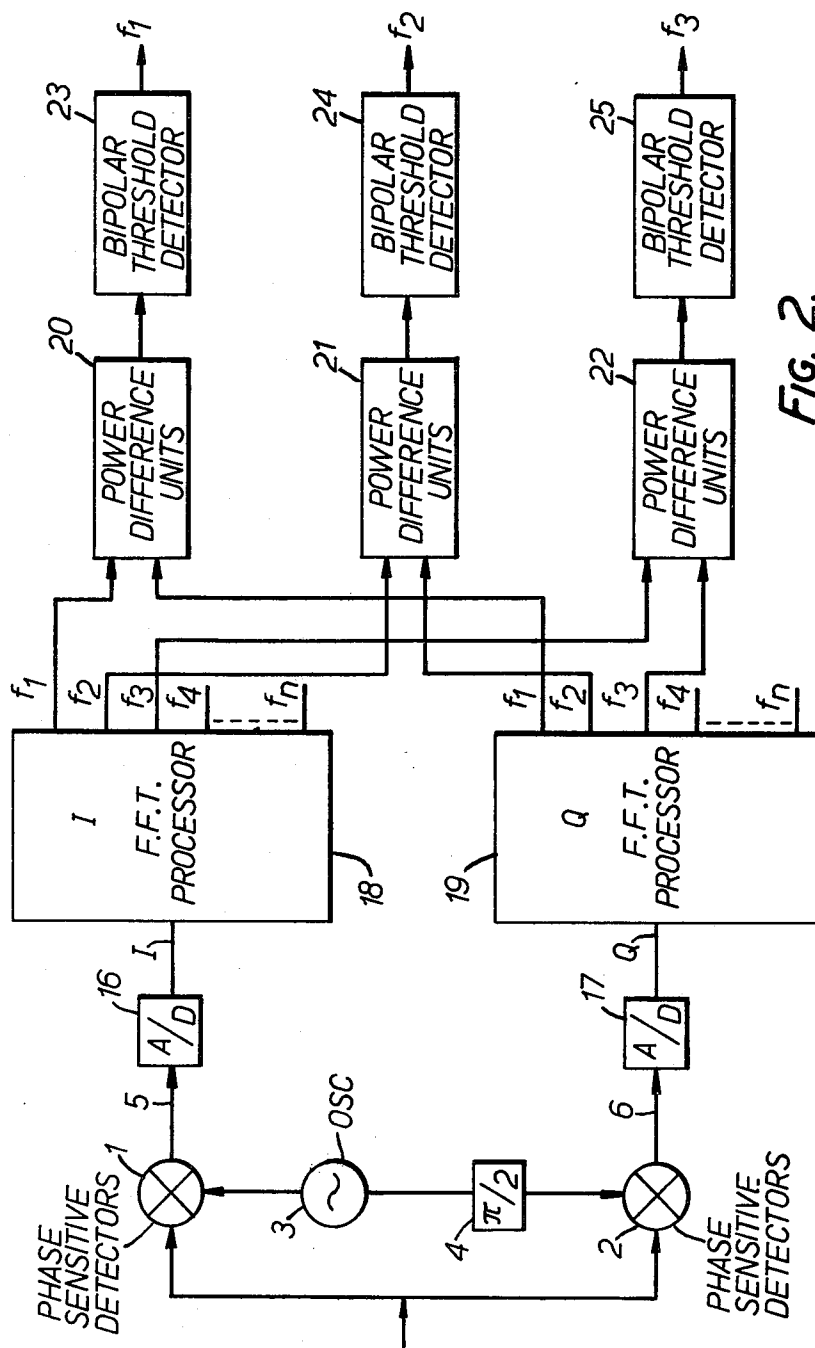 PHASE
SENSITIVE
DETECTORS
1
5
16
A/D
I
I
F.F.T.
PROCESSOR
18
f1
f2
f3
f4
fn
20
POWER
DIFFERENCE
UNITS
23
BIPOLAR
THRESHOLD
DETECTOR
f1
3
OSC
4
π/2
21
POWER
DIFFERENCE
UNITS
24
BIPOLAR
THRESHOLD
DETECTOR
f2
2
PHASE
SENSITIVE
DETECTORS
6
17
A/D
Q
19
Q
F.F.T.
PROCESSOR
f1
f2
f3
f4
fn
22
POWER
DIFFERENCE
UNITS
25
BIPOLAR
THRESHOLD
DETECTOR
f3
FIG. 2.